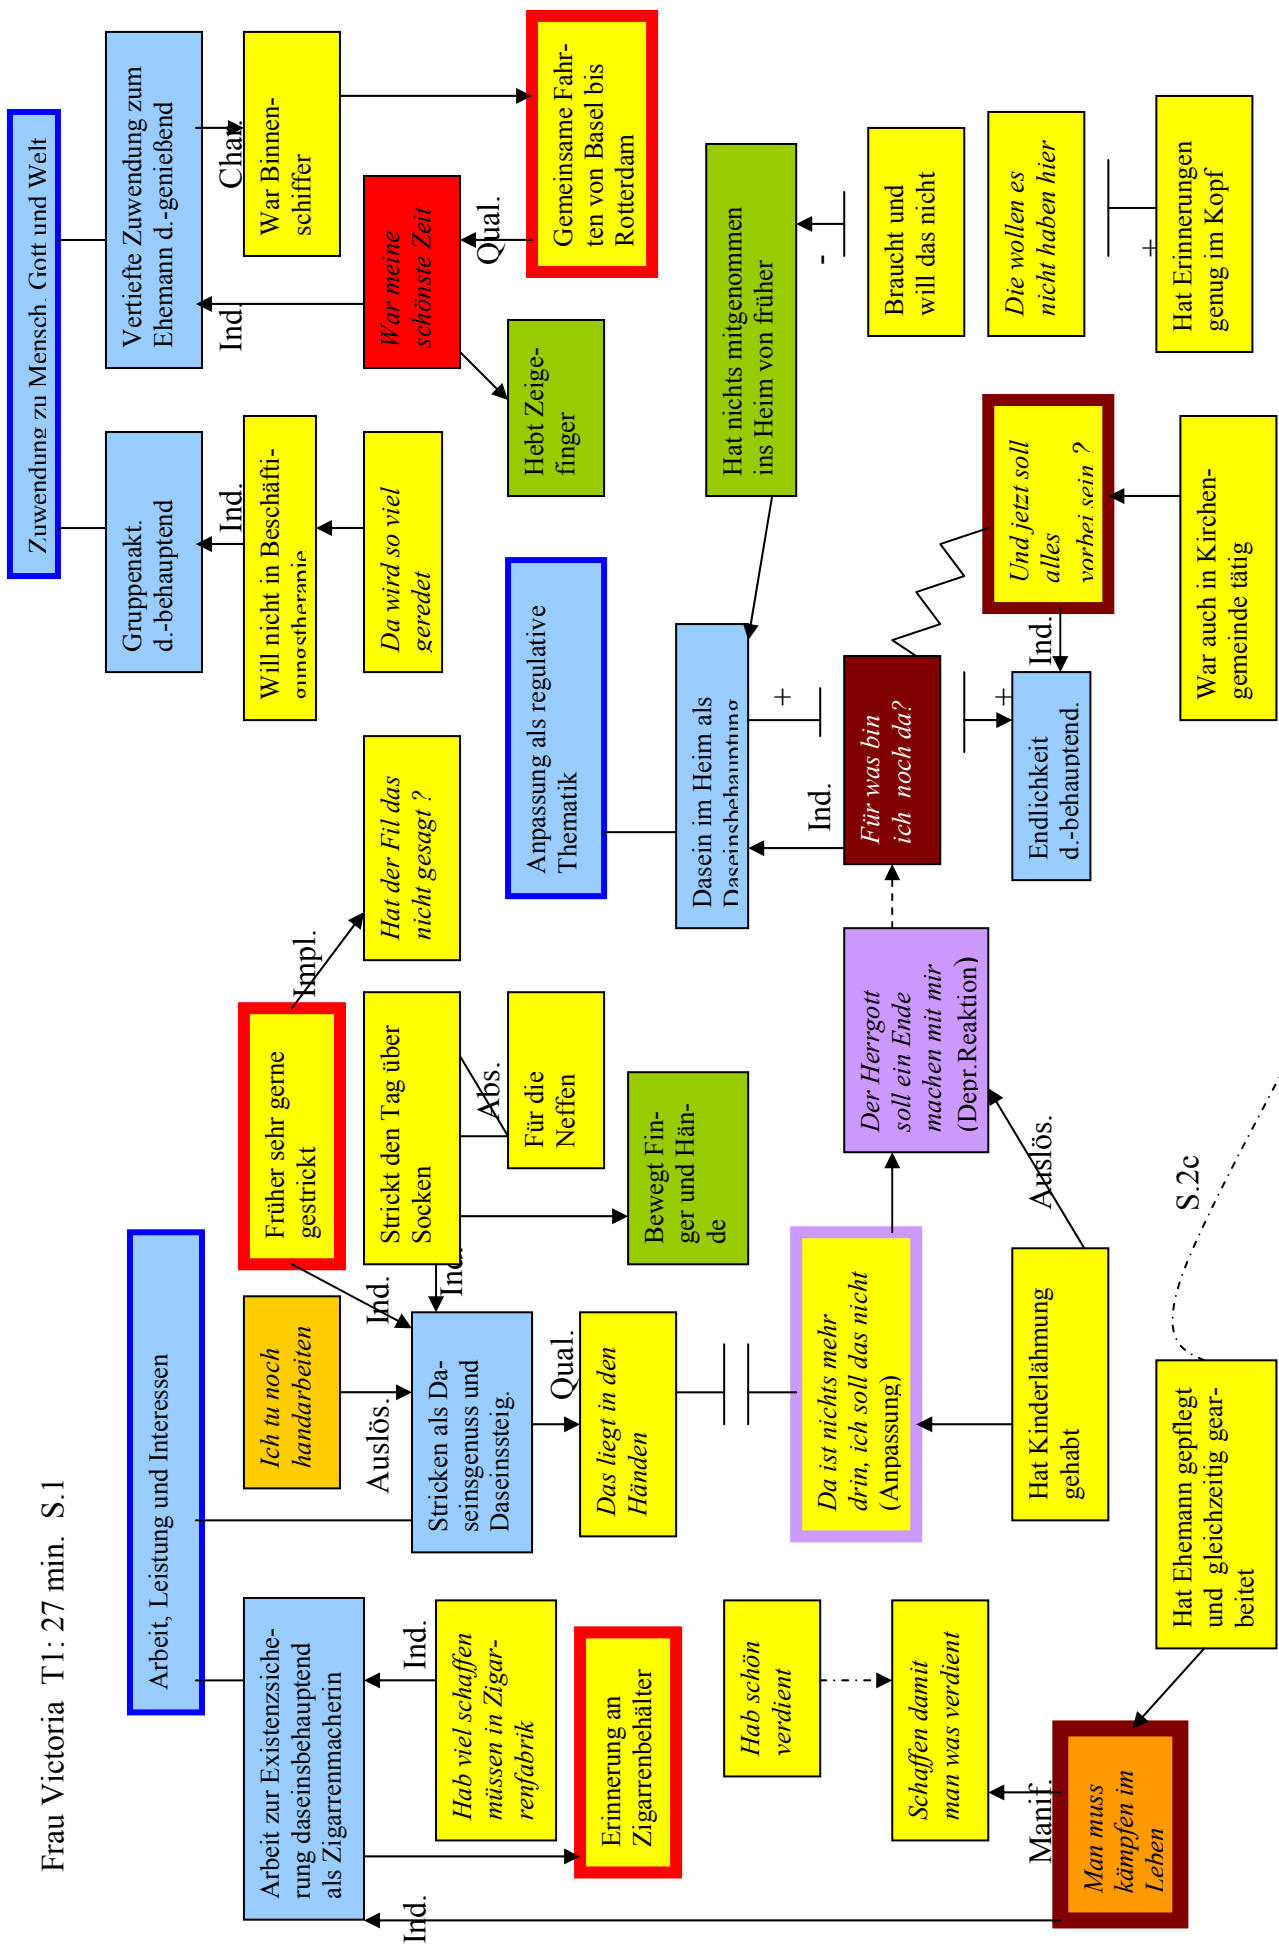 Frau Victoria T1: 27 min. S.1
Arbeit, Leistung und Interessen
Arbeit zur Existenzsiche-
rung daseinsbehauptend
als Zigarrenmacherin
Ind.
Ind.
Hab viel schaffen
müssen in Zigar-
renfabrik
Erinnerung an
Zigarrenbehälter
Hab schön
verdient
Schaffen damit
man was verdient
Manif.
Man muss
kämpfen im
Leben
Hat Ehemann gepflegt
und gleichzeitig gear-
beitet
S.2c
Ich tu noch
handarbeiten
Auslös.
Früher sehr gerne
gestrickt
Ind.
Impl.
Hat der Fil das
nicht gesagt ?
Strickt den Tag über
Socken
Ind.
Abs.
Für die
Neffen
Bewegt Fin-
ger und Hän-
de
Stricken als Da-
seinsgenuss und
Daseinssteig.
Qual.
Das liegt in den
Händen
Da ist nichts mehr
drin, ich soll das nicht
(Anpassung)
Hat Kinderlähmung
gehabt
Auslös.
Der Herrgott
soll ein Ende
machen mit mir
(Depr.Reaktion)
Anpassung als regulative
Thematik
Dasein im Heim als
Daseinsbehauptung
Ind.
+
Für was bin
ich noch da?
+
Endlichkeit
d.-behauptend.
Ind.
Und jetzt soll
alles
vorbei sein ?
War auch in Kirchen-
gemeinde tätig
Hat nichts mitgenommen
ins Heim von früher
-
Braucht und
will das nicht
Die wollen es
nicht haben hier
+
Hat Erinnerungen
genug im Kopf
Zuwendung zu Mensch, Gott und Welt
Gruppenakt.
d.-behauptend
Ind.
Will nicht in Beschäfti-
gungstherapie
Da wird so viel
geredet
Vertiefte Zuwendung zum
Ehemann d.-genießend
Ind.
Char.
War Binnen-
schiffer
War meine
schönste Zeit
Qual.
Hebt Zeige-
finger
Gemeinsame Fahr-
ten von Basel bis
Rotterdam